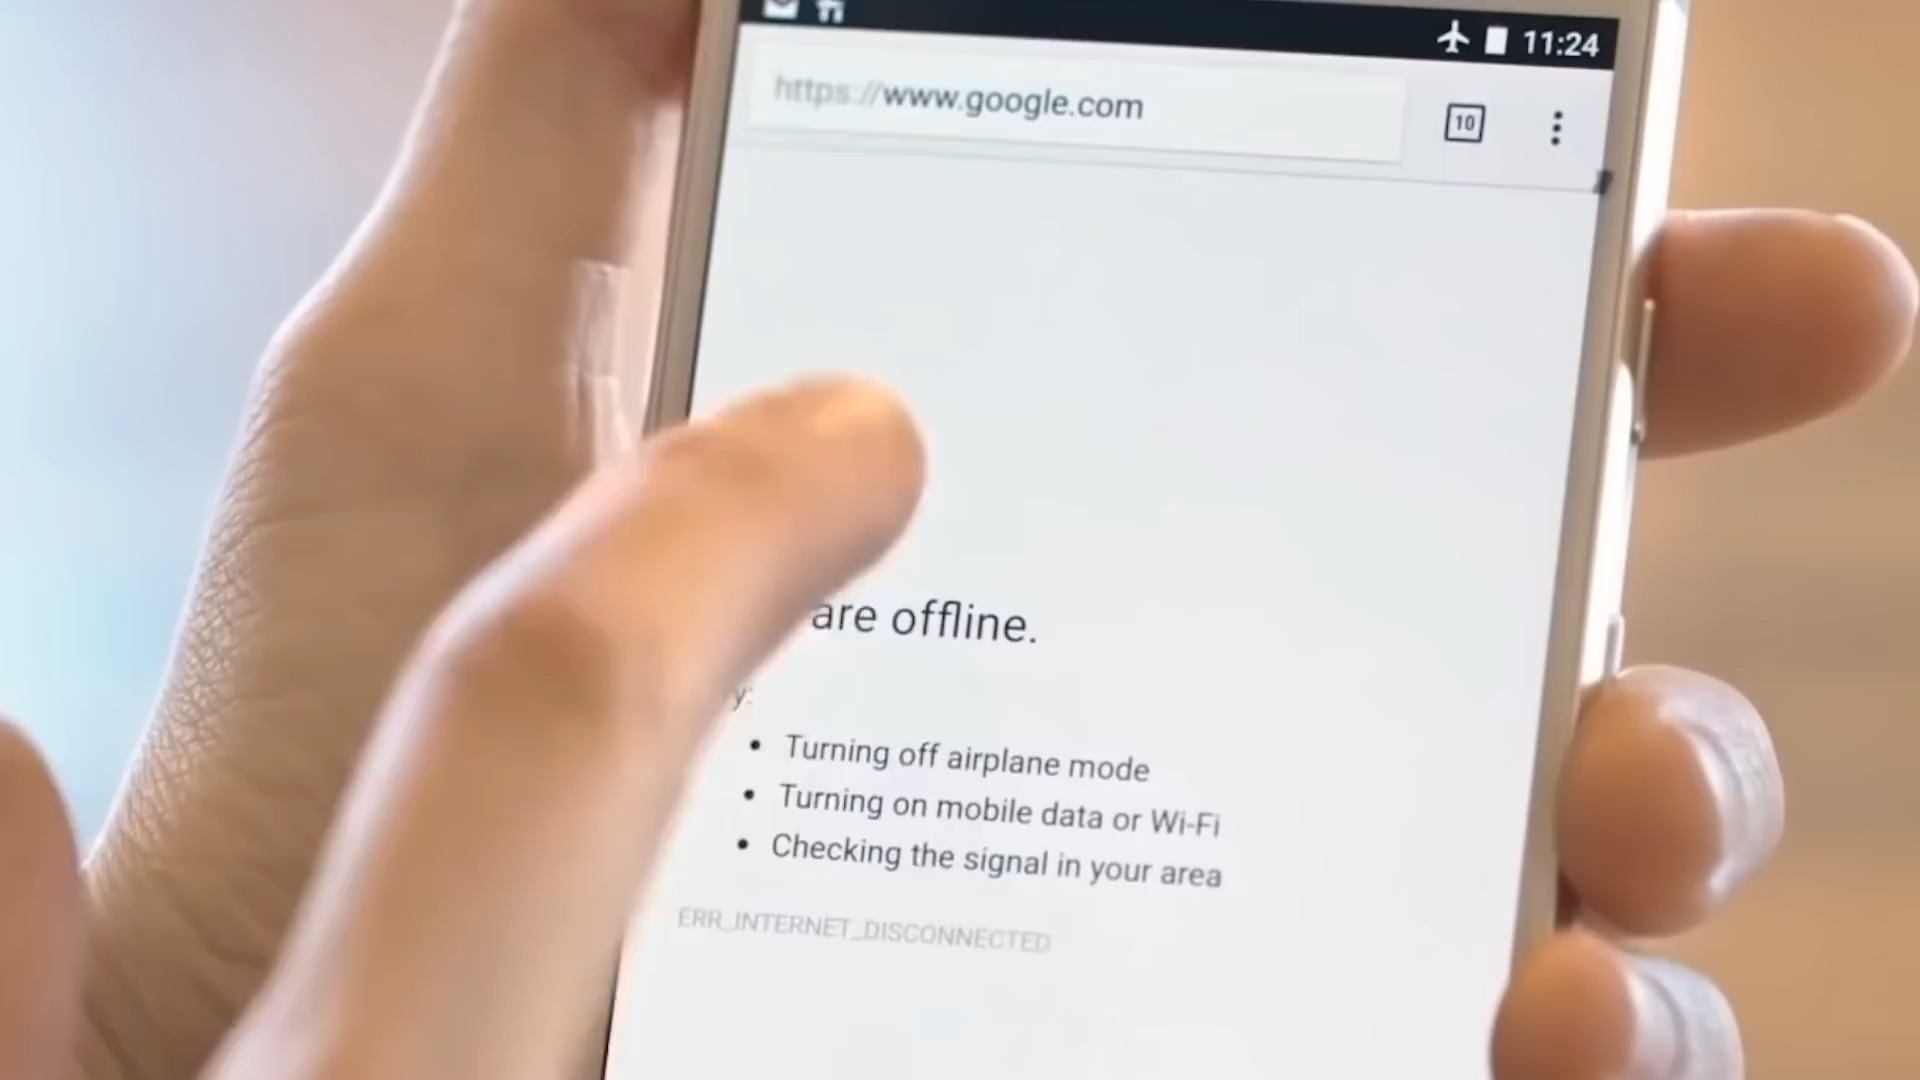 11:24
https://www.google.com
10
are offline.
y:
• Turning off airplane mode
• Turning on mobile data or Wi-Fi
• Checking the signal in your area
ERR_INTERNET_DISCONNECTED